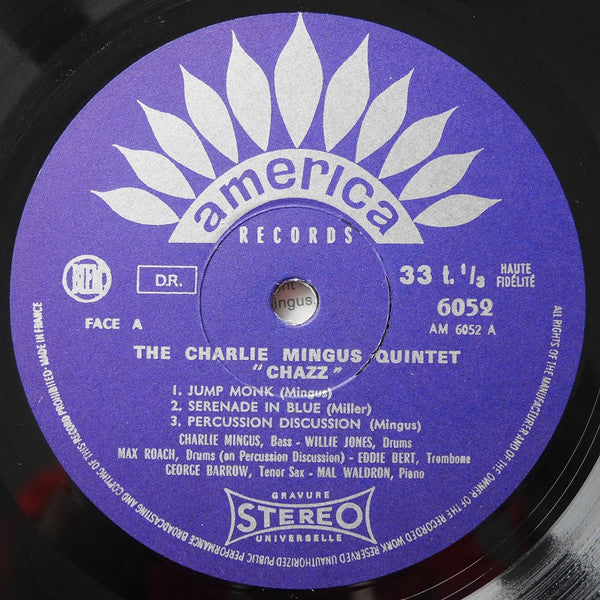 america
RECORDS
BIEM
D.R.
33 t. 1/3 HAUTE FIDÉLITÉ
6052
FACE A
AM 6052 A
ingus.
THE CHARLIE MINGUS QUINTET
"CHAZZ"
1. JUMP MONK (Mingus)
2. SERENADE IN BLUE (Miller)
3. PERCUSSION DISCUSSION (Mingus)
CHARLIE MINGUS, Bass - WILLIE JONES, Drums
MAX ROACH, Drums (on Percussion Discussion) - EDDIE BERT, Trombone
GEORGE BARROW, Tenor Sax - MAL WALDRON, Piano
GRAVURE
STEREO
UNIVERSELLE
ALL RIGHTS OF THE MANUFACTURER AND OF THE OWNER OF THE RECORDED WORK RESERVED UNAUTHORIZED PUBLIC PERFORMANCE BROADCASTING AND COPYING OF THIS RECORD PROHIBITED · MADE IN FRANCE